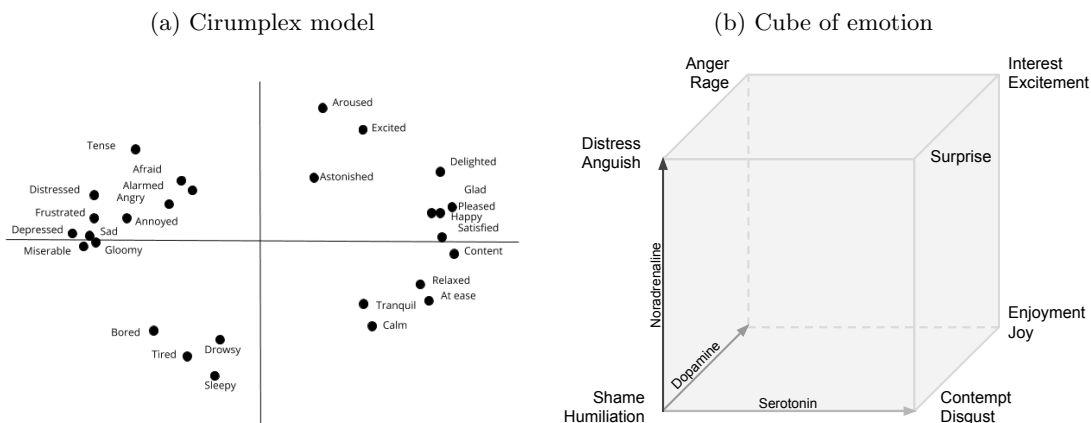 (a) Cirumplex model
Aroused
Excited
Tense
Afraid
Delighted
Astonished
Alarmed
Distressed
Angry
Glad
Pleased
Frustrated
Annoyed
Happy
Depressed
Sad
Satisfied
Miserable
Gloomy
Content
Relaxed
At ease
Tranquil
Calm
Bored
Drowsy
Tired
Sleepy
(b) Cube of emotion
Anger
Rage
Interest
Excitement
Distress
Anguish
Surprise
Noradrenaline
Dopamine
Enjoyment
Joy
Serotonin
Shame
Humiliation
Contempt
Disgust